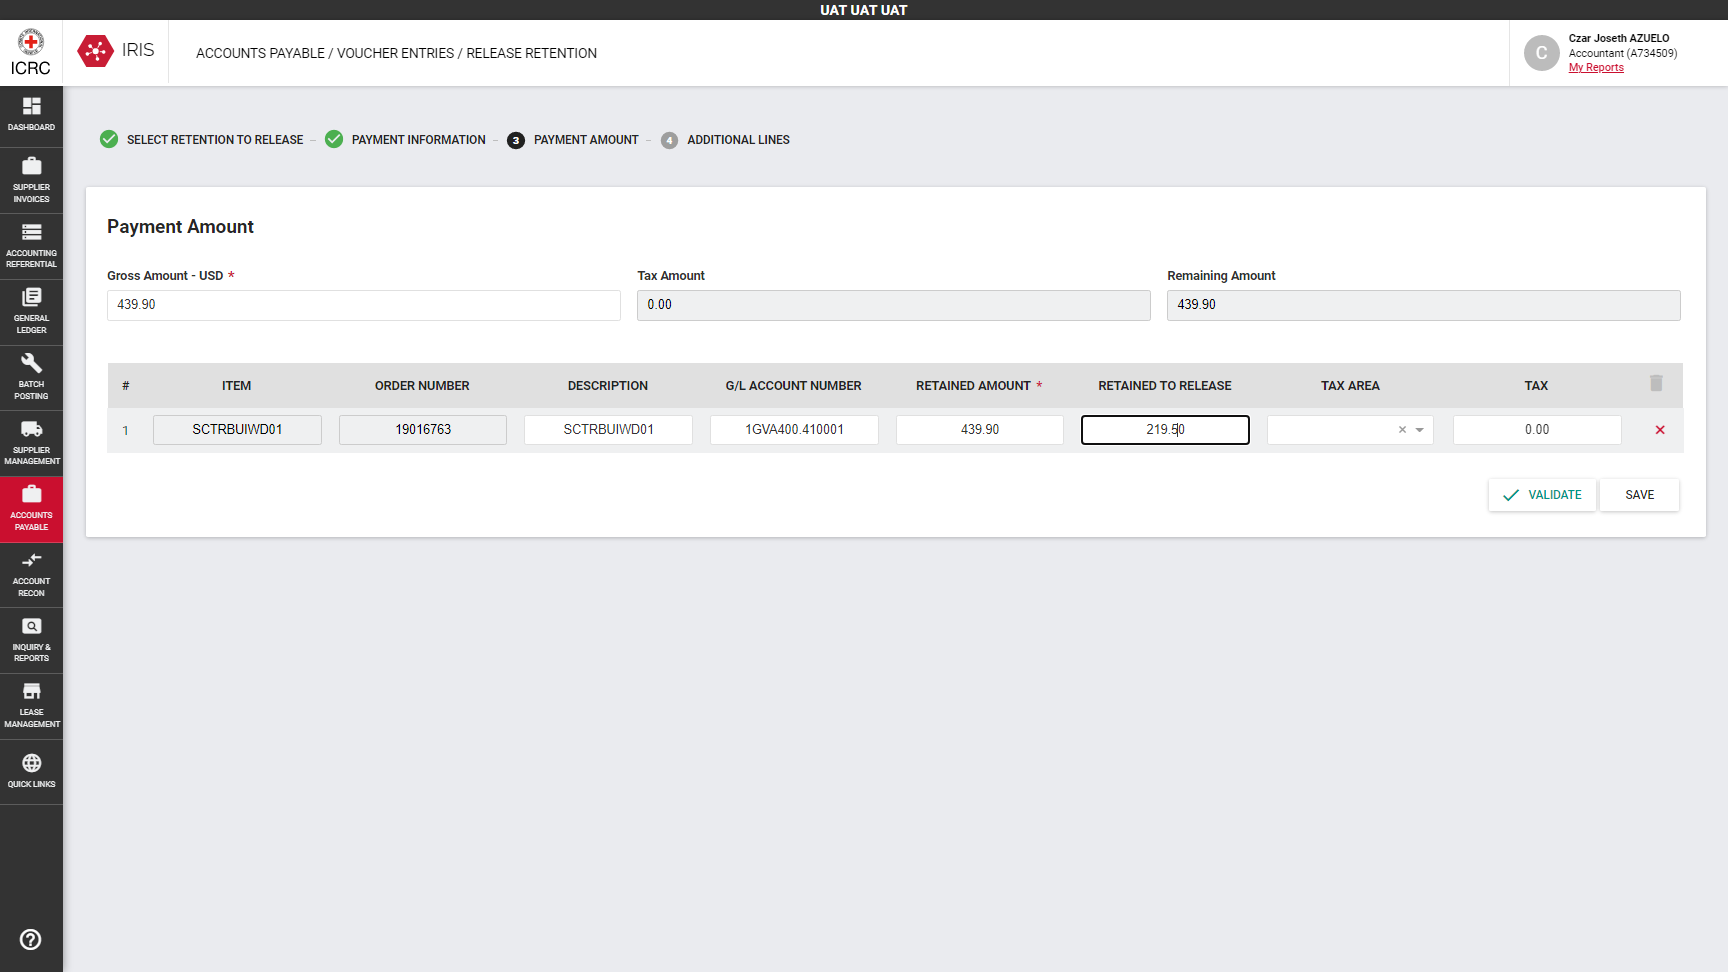 UAT UAT UAT
ICRC
IRIS
ACCOUNTS PAYABLE / VOUCHER ENTRIES / RELEASE RETENTION
C
Czar Joseth AZUELO
Accountant (A734509)
My Reports
DASHBOARD
SUPPLIER
INVOICES
ACCOUNTING
REFERENTIAL
GENERAL
LEDGER
BATCH
POSTING
SUPPLIER
MANAGEMENT
ACCOUNTS
PAYABLE
ACCOUNT
RECON
INQUIRY &
REPORTS
LEASE
MANAGEMENT
QUICK LINKS
SELECT RETENTION TO RELEASE – PAYMENT INFORMATION – 3 PAYMENT AMOUNT – 4 ADDITIONAL LINES
Payment Amount
Gross Amount - USD * Tax Amount Remaining Amount
439.90 0.00 439.90
# ITEM ORDER NUMBER DESCRIPTION G/L ACCOUNT NUMBER RETAINED AMOUNT * RETAINED TO RELEASE TAX AREA TAX
1 SCTRBUIWD01 19016763 SCTRBUIWD01 1GVA400.410001 439.90 219.50 0.00
VALIDATE SAVE